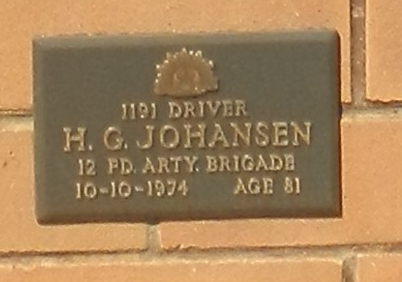 1191 DRIVER
H. G. JOHANSEN
12 FD. ARTY. BRIGADE
10-10-1974 AGE 81